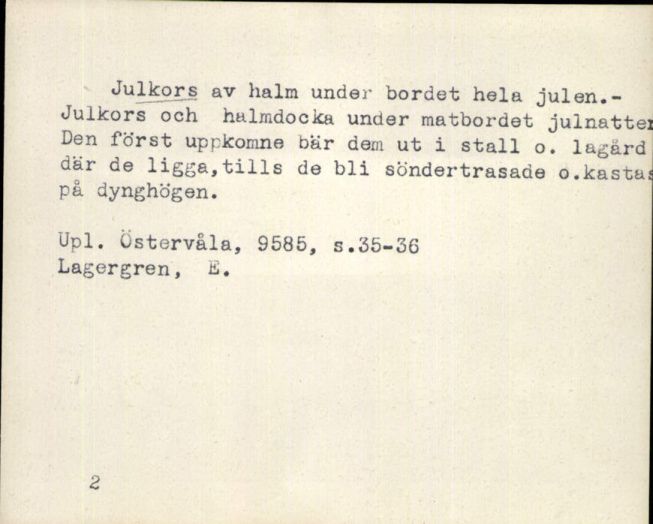 Julkors av halm under bordet hela julen.-
Julkors och halmdocka under matbordet julnatten
Den först uppkomne bär dem ut i stall o. lagård
där de ligga,tills de bli söndertrasade o.kastas
på dynghögen.
Upl. Östervåla, 9585, s.35-36
Lagergren, E.
2